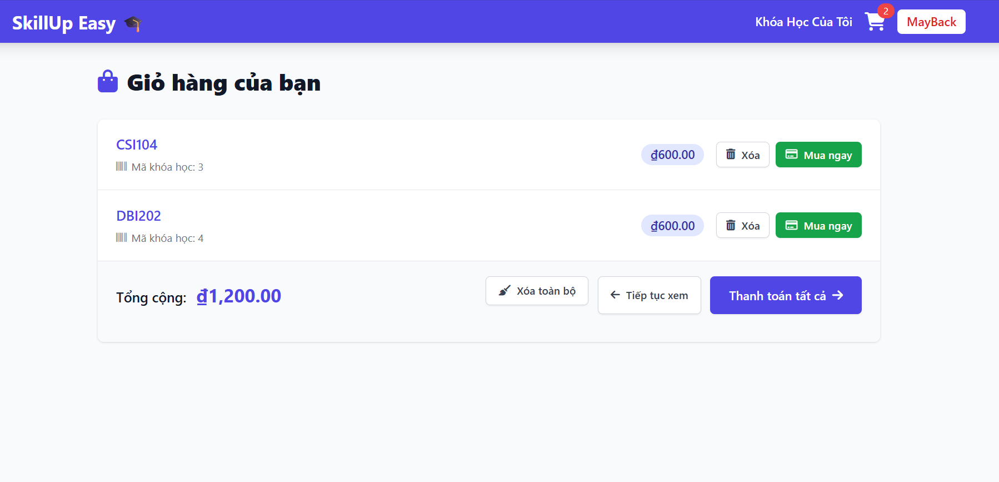 SkillUp Easy 🎓
Khóa Học Của Tôi
2
MayBack
Giỏ hàng của bạn
CSI104
Mã khóa học: 3
₫600.00
Xóa
Mua ngay
DBI202
Mã khóa học: 4
₫600.00
Xóa
Mua ngay
Tổng cộng: ₫1,200.00
Xóa toàn bộ
Tiếp tục xem
Thanh toán tất cả